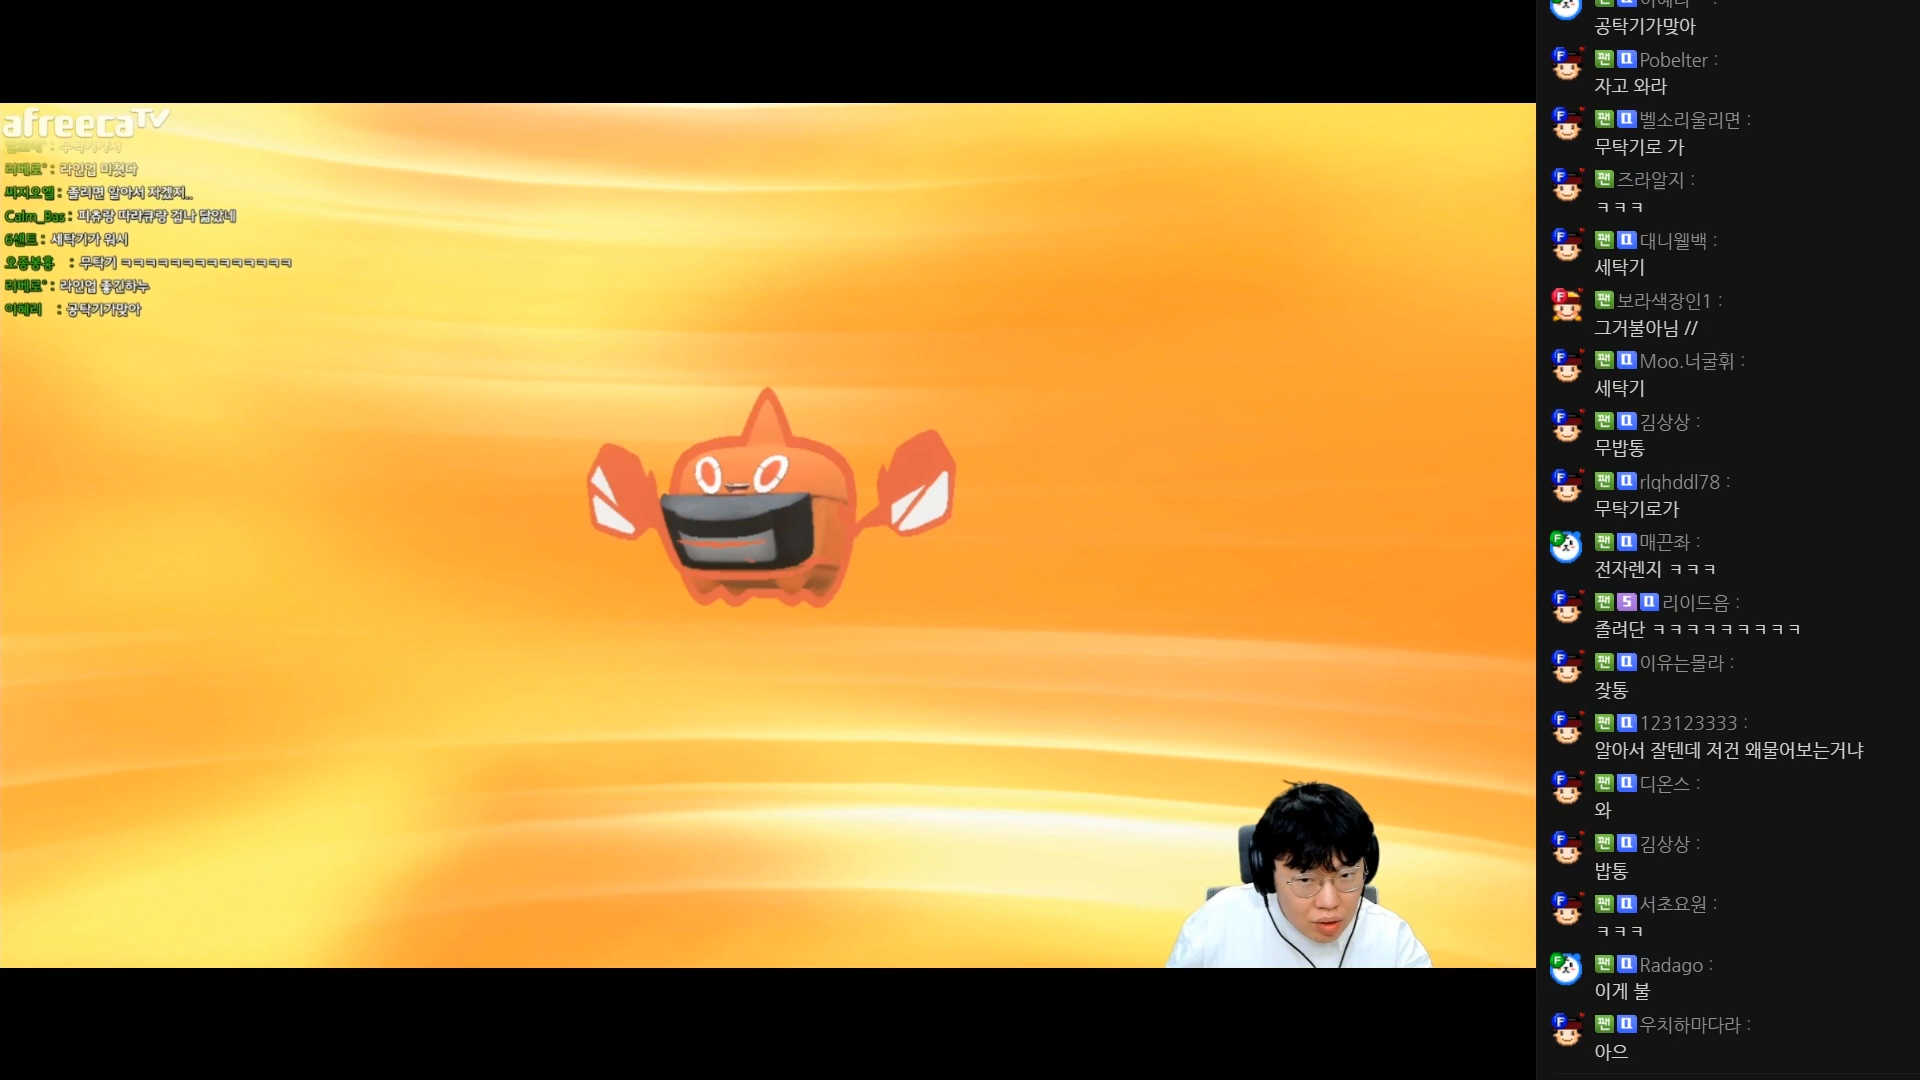 afreecaTV
리베로* : 라인업 미쳤다
써지오엘 : 졸리면 알아서 자겠지..
Calm_Bas : 피츄랑 따라큐랑 겁나 닮았네
6센트 : 세탁기가 워시
오종봉홍 : 무탁기 ㅋㅋㅋㅋㅋㅋㅋㅋㅋㅋㅋㅋㅋㅋ
리베로* : 라인업 좋긴하누
이혜리 : 공탁기가맞아
이혜리 :
공탁기가맞아
팬 Pobelter :
자고 와라
팬 벨소리울리면 :
무탁기로 가
팬 즈라알지 :
ㅋㅋㅋ
팬 대니웰백 :
세탁기
팬 보라색장인1 :
그거불아님 //
팬 Moo.너굴휘 :
세탁기
팬 김상상 :
무밥통
팬 rlqhddl78 :
무탁기로가
팬 매끈좌 :
전자렌지 ㅋㅋㅋ
팬 S 리이드음 :
졸려단 ㅋㅋㅋㅋㅋㅋㅋㅋㅋ
팬 이유는몰라 :
잦통
팬 123123333 :
알아서 잘텐데 저건 왜물어보는거냐
팬 디온스 :
와
팬 김상상 :
밥통
팬 서초요원 :
ㅋㅋㅋ
팬 Radago :
이게 불
팬 우치하마다라 :
아으